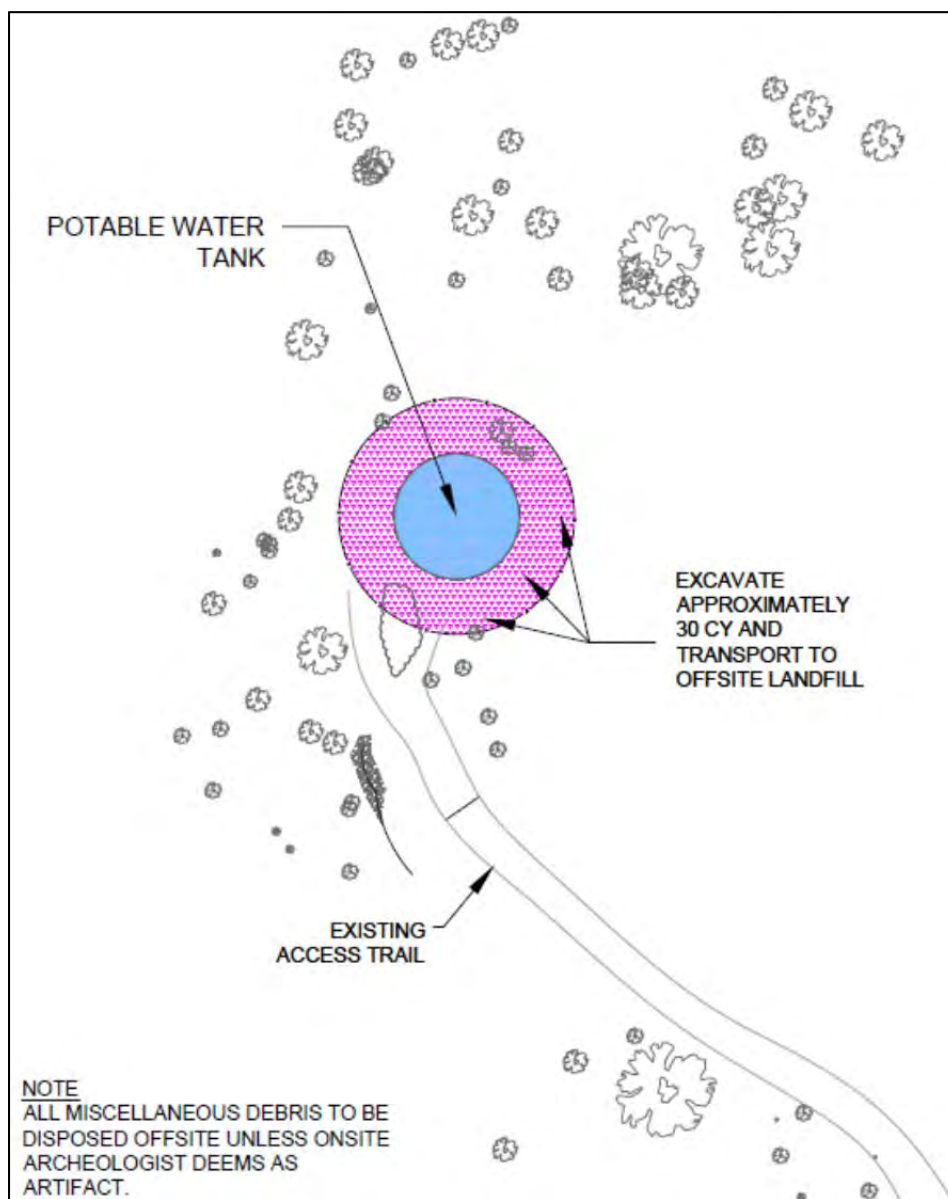 POTABLE WATER
TANK
EXCAVATE
APPROXIMATELY
30 CY AND
TRANSPORT TO
OFFSITE LANDFILL
EXISTING
ACCESS TRAIL
NOTE
ALL MISCELLANEOUS DEBRIS TO BE
DISPOSED OFFSITE UNLESS ONSITE
ARCHEOLOGIST DEEMS AS
ARTIFACT.